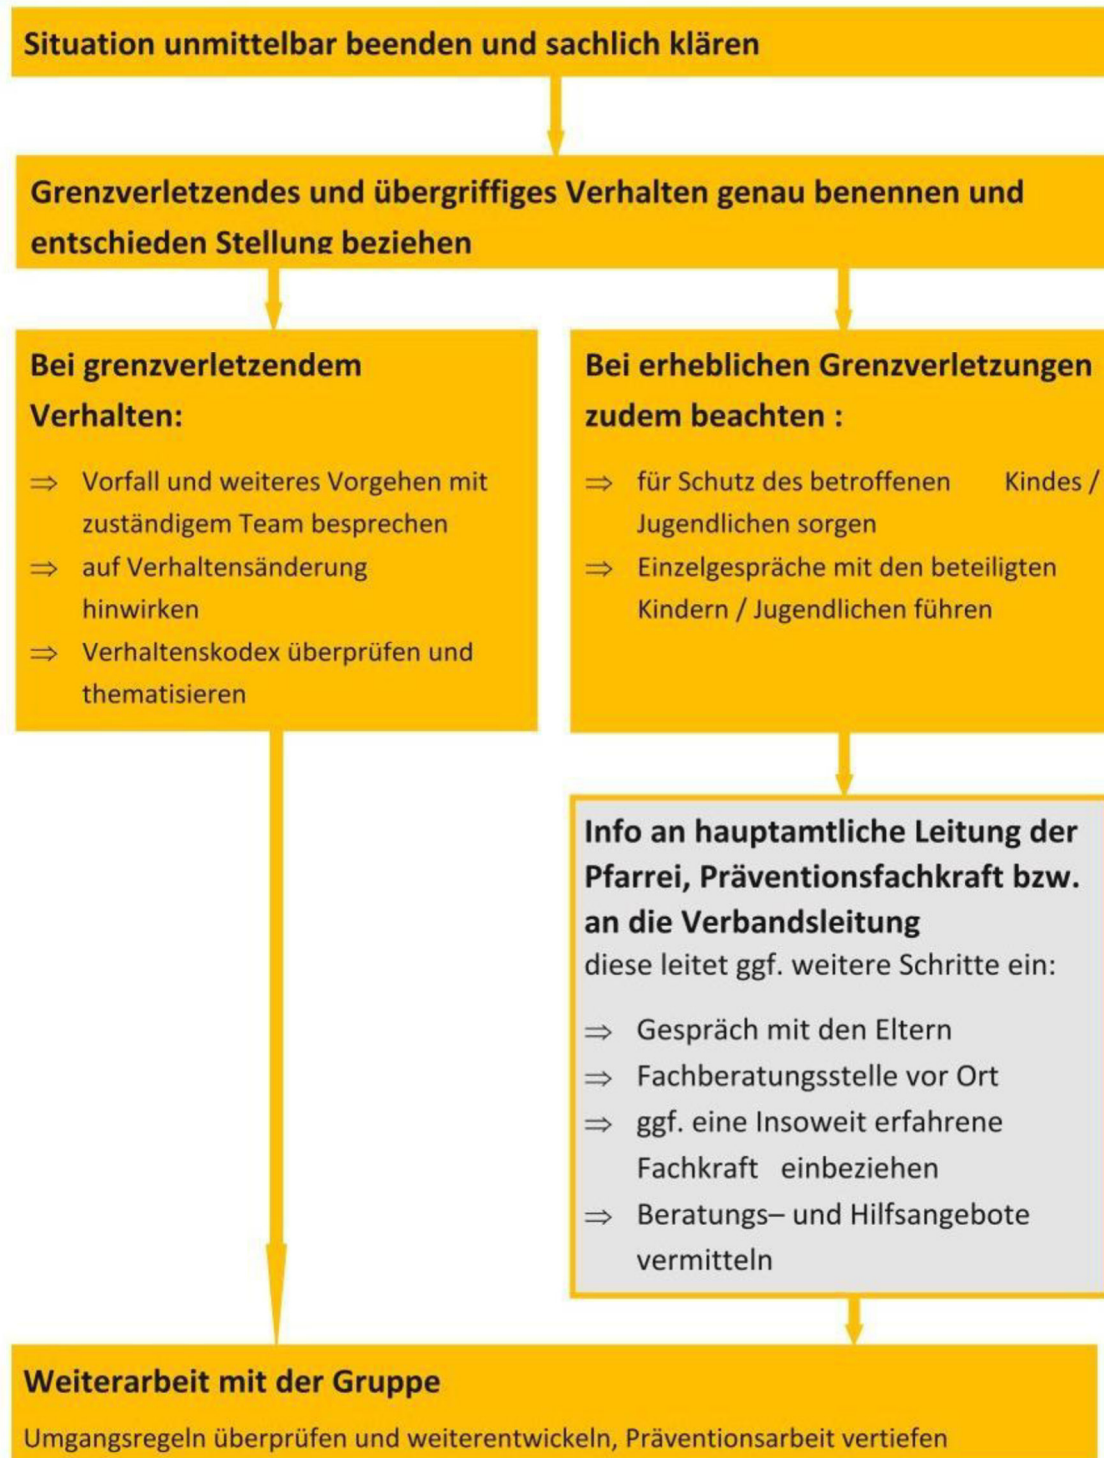 Situation unmittelbar beenden und sachlich klären
Grenzverletzendes und übergriffiges Verhalten genau benennen und
entschieden Stellung beziehen
Bei grenzverletzendem
Verhalten:
⇒ Vorfall und weiteres Vorgehen mit
zuständigem Team besprechen
⇒ auf Verhaltensänderung
hinwirken
⇒ Verhaltenskodex überprüfen und
thematisieren
Bei erheblichen Grenzverletzungen
zudem beachten :
⇒ für Schutz des betroffenen Kindes /
Jugendlichen sorgen
⇒ Einzelgespräche mit den beteiligten
Kindern / Jugendlichen führen
Info an hauptamtliche Leitung der
Pfarrei, Präventionsfachkraft bzw.
an die Verbandsleitung
diese leitet ggf. weitere Schritte ein:
⇒ Gespräch mit den Eltern
⇒ Fachberatungsstelle vor Ort
⇒ ggf. eine Insoweit erfahrene
Fachkraft einbeziehen
⇒ Beratungs– und Hilfsangebote
vermitteln
Weiterarbeit mit der Gruppe
Umgangsregeln überprüfen und weiterentwickeln, Präventionsarbeit vertiefen